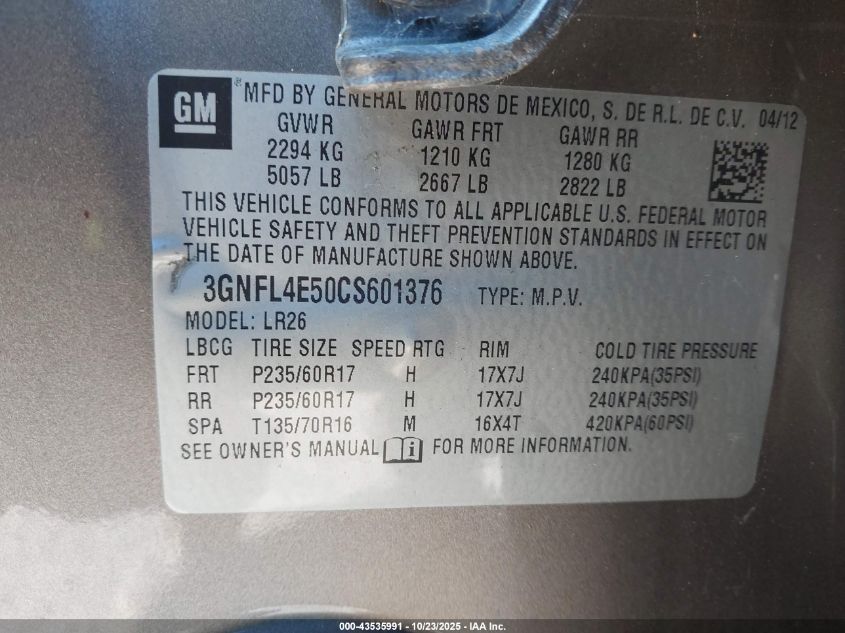 GM
® MFD BY GENERAL MOTORS DE MEXICO, S. DE R.L. DE C.V. 04/12
GVWR GAWR FRT GAWR RR
2294 KG 1210 KG 1280 KG
5057 LB 2667 LB 2822 LB
THIS VEHICLE CONFORMS TO ALL APPLICABLE U.S. FEDERAL MOTOR
VEHICLE SAFETY AND THEFT PREVENTION STANDARDS IN EFFECT ON
THE DATE OF MANUFACTURE SHOWN ABOVE.
3GNFL4E50CS601376 TYPE: M.P.V.
MODEL: LR26
LBCG TIRE SIZE SPEED RTG RIM COLD TIRE PRESSURE
FRT P235/60R17 H 17X7J 240KPA(35PSI)
RR P235/60R17 H 17X7J 240KPA(35PSI)
SPA T135/70R16 M 16X4T 420KPA(60PSI)
SEE OWNER'S MANUAL i FOR MORE INFORMATION.
000-43535991 - 10/23/2025 - IAA Inc.